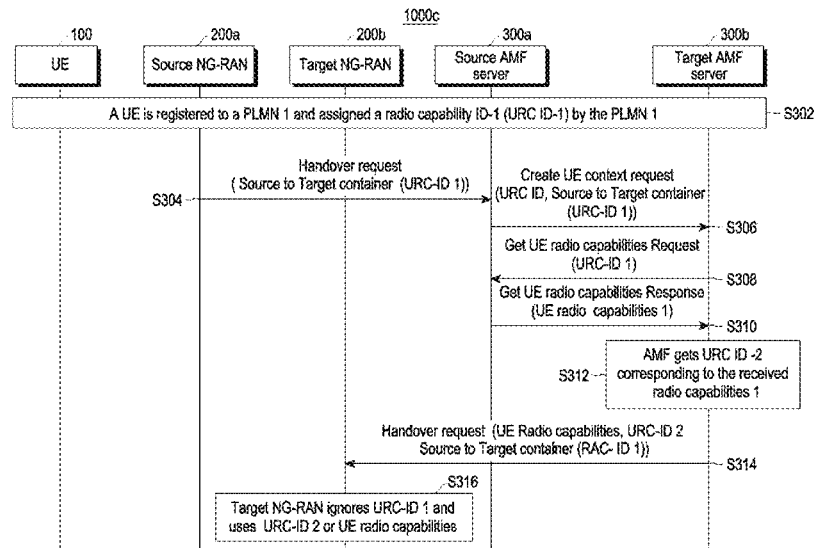 1000c
100
200a
200b
300a
300b
UE
Source NG-RAN
Target NG-RAN
Source AMF
server
Target AMF
server
A UE is registered to a PLMN 1 and assigned a radio capability ID-1 (URC ID-1) by the PLMN 1
S302
Handover request
( Source to Target container (URC-ID 1))
S304
Create UE context request
(URC ID, Source to Target container
(URC-ID 1))
S306
Get UE radio capabilities Request
(URC-ID 1)
S308
Get UE radio capabilities Response
(UE radio capabilities 1)
S310
AMF gets URC ID -2
corresponding to the received
radio capabilities 1
S312
Handover request (UE Radio capabilities, URC-ID 2
Source to Target container (RAC- ID 1))
S314
S316
Target NG-RAN ignores URC-ID 1 and
uses URC-ID 2 or UE radio capabilities